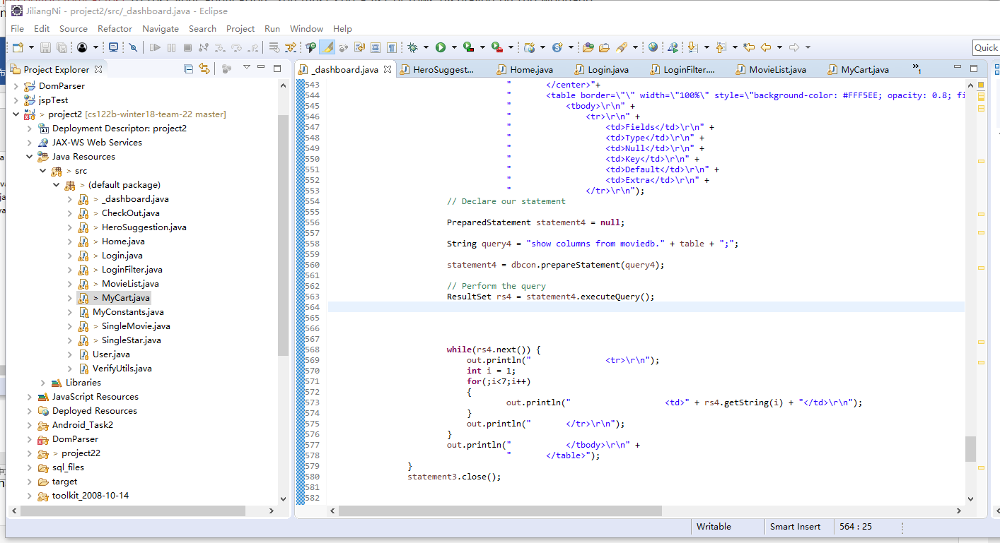 JiliangNi - project2/src/_dashboard.java - Eclipse
File Edit Source Refactor Navigate Search Project Run Window Help
Quick
Project Explorer
_dashboard.java HeroSuggest... Home.java Login.java LoginFilter.... MovieList.java MyCart.java »1
DomParser
jspTest
> project2 [cs122b-winter18-team-22 master]
Deployment Descriptor: project2
JAX-WS Web Services
Java Resources
> src
> (default package)
> _dashboard.java
> CheckOut.java
> HeroSuggestion.java
> Home.java
> Login.java
> LoginFilter.java
> MovieList.java
> MyCart.java
MyConstants.java
> SingleMovie.java
> SingleStar.java
User.java
VerifyUtils.java
Libraries
JavaScript Resources
Deployed Resources
Android_Task2
DomParser
> project22
sql_files
target
toolkit_2008-10-14
543 " </center>"+
544 " <table border=\"\" width=\"100%\" style=\"background-color: #FFF5EE; opacity: 0.8; fi
545 " <tbody>\r\n" +
546 " <tr>\r\n" +
547 " <td>Fields</td>\r\n" +
548 " <td>Type</td>\r\n" +
549 " <td>Null</td>\r\n" +
550 " <td>Key</td>\r\n" +
551 " <td>Default</td>\r\n" +
552 " <td>Extra</td>\r\n" +
553 " </tr>\r\n");
554 // Declare our statement
555
556 PreparedStatement statement4 = null;
557
558 String query4 = "show columns from moviedb." + table + ";";
559
560 statement4 = dbcon.prepareStatement(query4);
561
562 // Perform the query
563 ResultSet rs4 = statement4.executeQuery();
564
565
566
567
568 while(rs4.next()) {
569 out.println(" <tr>\r\n");
570 int i = 1;
571 for(;i<7;i++)
572 {
573 out.println(" <td>" + rs4.getString(i) + "</td>\r\n");
574 }
575 out.println(" </tr>\r\n");
576 }
577 out.println(" </tbody>\r\n" +
578 " </table>");
579 }
580 statement3.close();
581
582
Writable Smart Insert 564 : 25